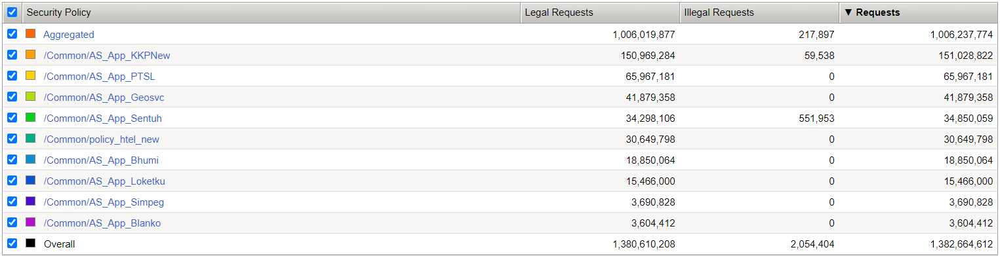 Security Policy Legal Requests Illegal Requests ▼ Requests
Aggregated 1,006,019,877 217,897 1,006,237,774
/Common/AS_App_KKPNew 150,969,284 59,538 151,028,822
/Common/AS_App_PTSL 65,967,181 0 65,967,181
/Common/AS_App_Geosvc 41,879,358 0 41,879,358
/Common/AS_App_Sentuh 34,298,106 551,953 34,850,059
/Common/policy_htel_new 30,649,798 0 30,649,798
/Common/AS_App_Bhumi 18,850,064 0 18,850,064
/Common/AS_App_Loketku 15,466,000 0 15,466,000
/Common/AS_App_Simpeg 3,690,828 0 3,690,828
/Common/AS_App_Blanko 3,604,412 0 3,604,412
Overall 1,380,610,208 2,054,404 1,382,664,612